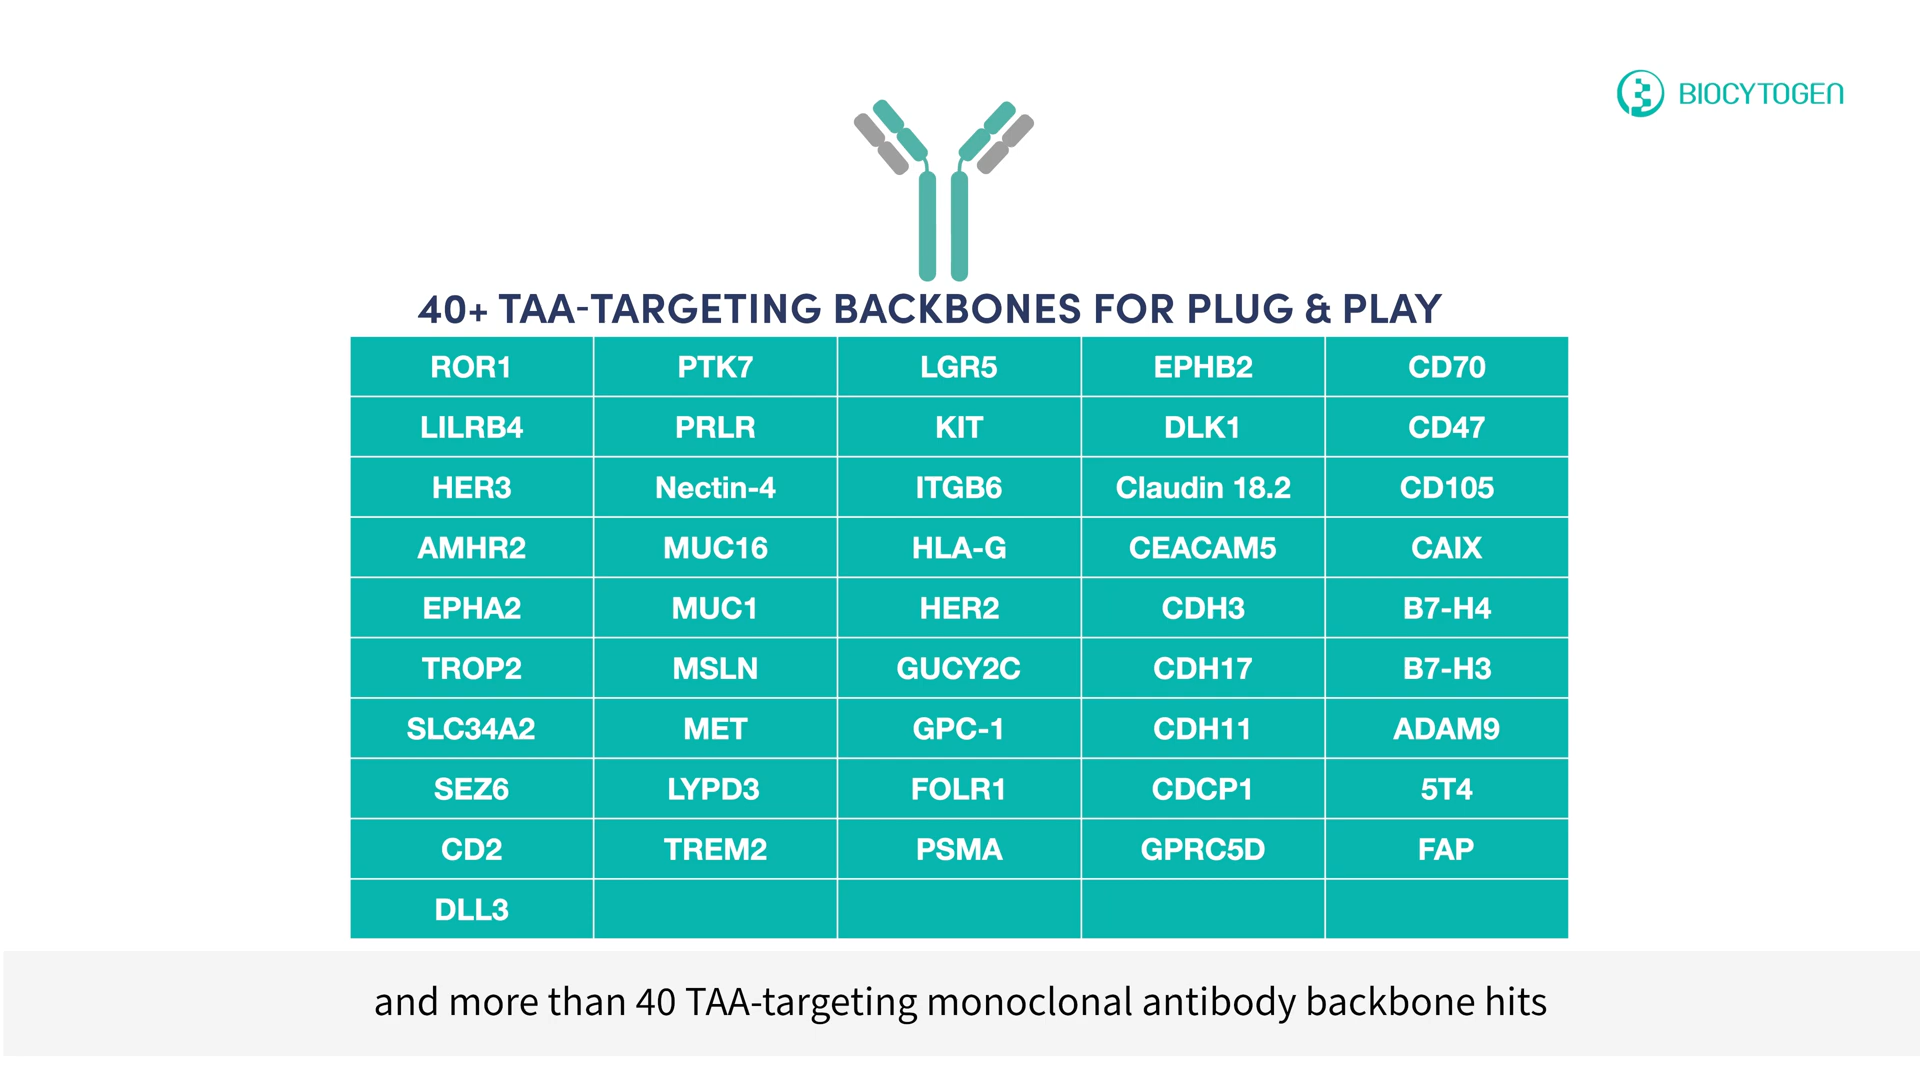 BIOCYTOGEN
40+ TAA-TARGETING BACKBONES FOR PLUG & PLAY
ROR1 PTK7 LGR5 EPHB2 CD70
LILRB4 PRLR KIT DLK1 CD47
HER3 Nectin-4 ITGB6 Claudin 18.2 CD105
AMHR2 MUC16 HLA-G CEACAM5 CAIX
EPHA2 MUC1 HER2 CDH3 B7-H4
TROP2 MSLN GUCY2C CDH17 B7-H3
SLC34A2 MET GPC-1 CDH11 ADAM9
SEZ6 LYPD3 FOLR1 CDCP1 5T4
CD2 TREM2 PSMA GPRC5D FAP
DLL3
and more than 40 TAA-targeting monoclonal antibody backbone hits